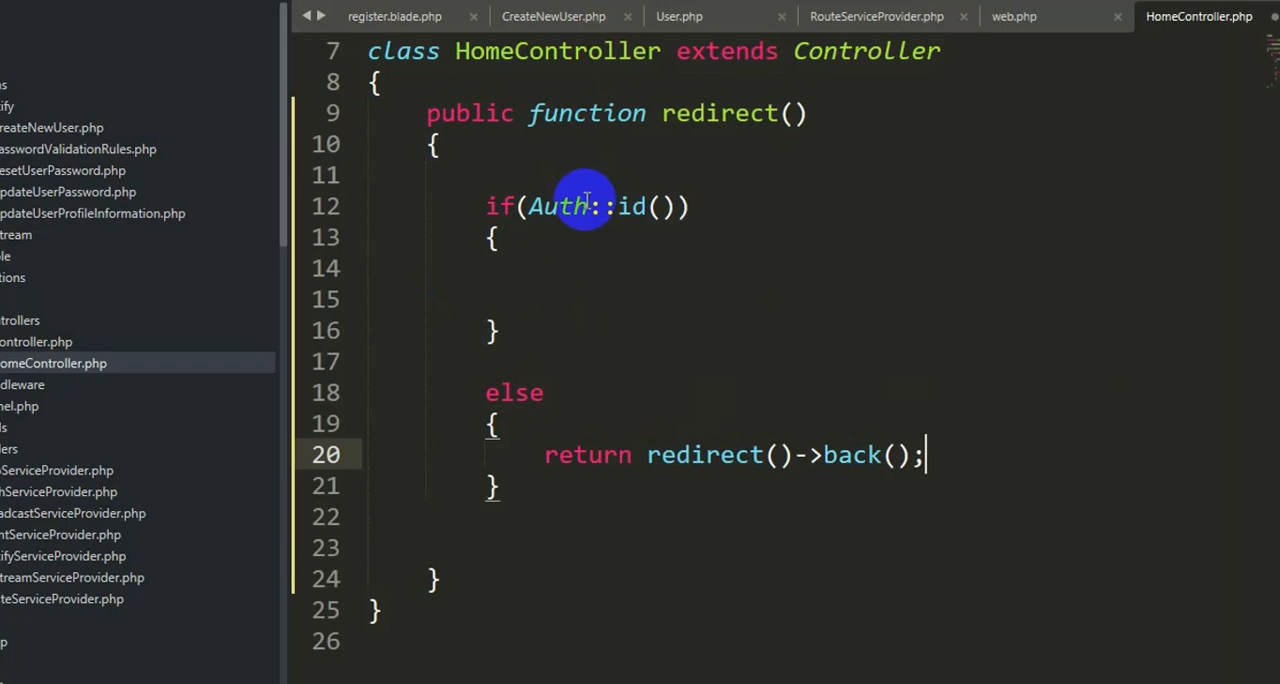 register.blade.php × CreateNewUser.php × User.php × RouteServiceProvider.php × web.php × HomeController.php
s
fy
reateNewUser.php
asswordValidationRules.php
esetUserPassword.php
pdateUserPassword.php
pdateUserProfileInformation.php
tream
le
tions
trollers
ontroller.php
omeController.php
dleware
nel.php
ls
ders
oServiceProvider.php
hServiceProvider.php
adcastServiceProvider.php
ntServiceProvider.php
ifyServiceProvider.php
treamServiceProvider.php
teServiceProvider.php
p
7 class HomeController extends Controller
8 {
9 public function redirect()
10 {
11
12 if(Auth::id())
13 {
14
15
16 }
17
18 else
19 {
20 return redirect()->back();
21 }
22
23
24 }
25 }
26